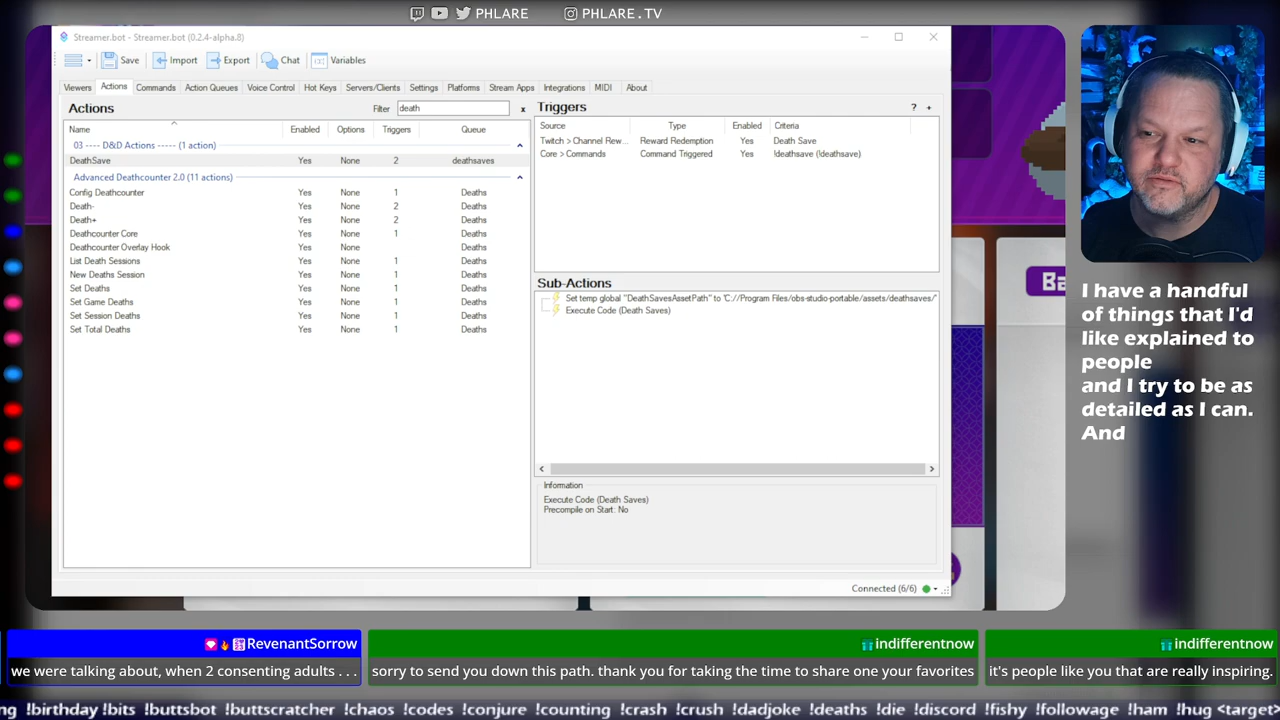 PHLARE PHLARE.TV
Streamer.bot - Streamer.bot (0.2.4-alpha.8)
Save Import Export Chat Variables
Viewers Actions Commands Action Queues Voice Control Hot Keys Servers/Clients Settings Platforms Stream Apps Integrations MIDI About
Actions Filter death x
Name Enabled Options Triggers Queue
03 ---- D&D Actions ----- (1 action)
DeathSave Yes None 2 deathsaves
Advanced Deathcounter 2.0 (11 actions)
Config Deathcounter Yes None 1 Deaths
Death- Yes None 2 Deaths
Death+ Yes None 2 Deaths
Deathcounter Core Yes None 1 Deaths
Deathcounter Overlay Hook Yes None Deaths
List Death Sessions Yes None 1 Deaths
New Deaths Session Yes None 1 Deaths
Set Deaths Yes None 1 Deaths
Set Game Deaths Yes None 1 Deaths
Set Session Deaths Yes None 1 Deaths
Set Total Deaths Yes None 1 Deaths
Triggers ? +
Source Type Enabled Criteria
Twitch > Channel Rew... Reward Redemption Yes Death Save
Core > Commands Command Triggered Yes !deathsave (!deathsave)
Sub-Actions
Set temp global "DeathSavesAssetPath" to 'C://Program Files/obs-studio-portable/assets/deathsaves/'
Execute Code (Death Saves)
Information
Execute Code (Death Saves)
Precompile on Start: No
Connected (6/6)
Ba
I have a handful
of things that I'd
like explained to
people
and I try to be as
detailed as I can.
And
RevenantSorrow
we were talking about, when 2 consenting adults . . .
indifferentnow
sorry to send you down this path. thank you for taking the time to share one your favorites
indifferentnow
it's people like you that are really inspiring.
ng !birthday !bits !buttsbot !buttscratcher !chaos !codes !conjure !counting !crash !crush !dadjoke !deaths !die !discord !fishy !followage !ham !hug <target>